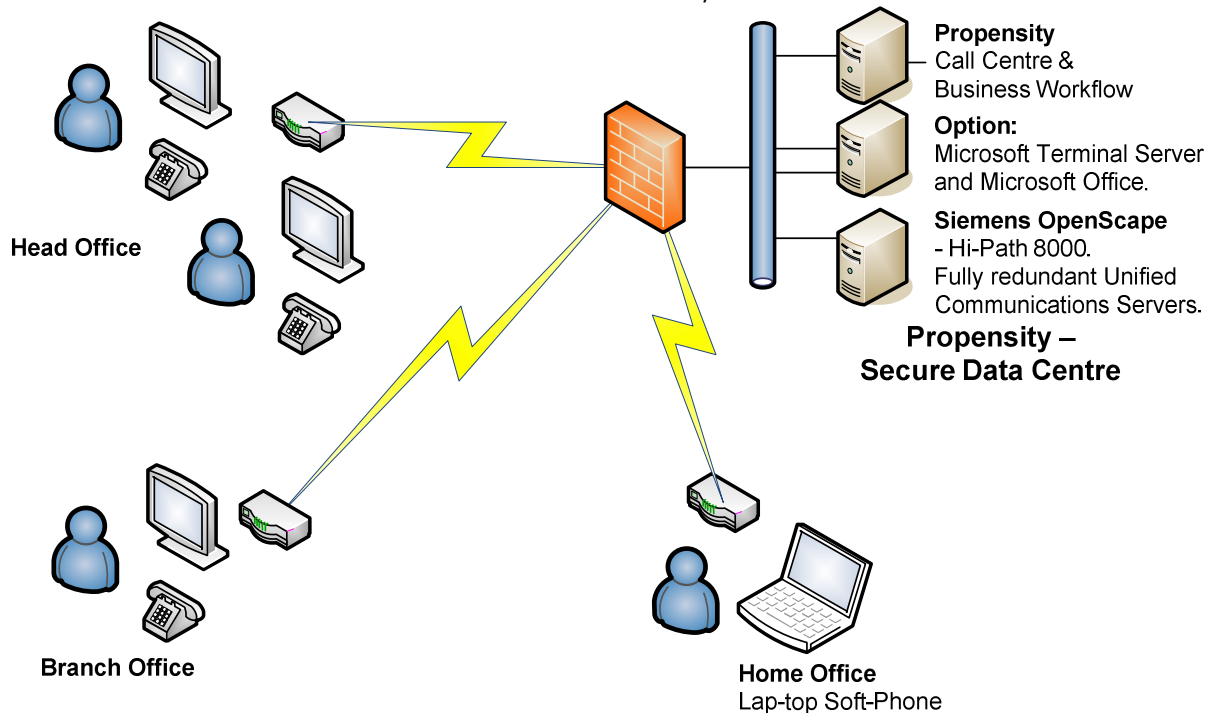 Propensity
Call Centre &
Business Workflow
Option:
Microsoft Terminal Server
and Microsoft Office.
Siemens OpenScape
- Hi-Path 8000.
Fully redundant Unified
Communications Servers.
Propensity –
Secure Data Centre
Head Office
Branch Office
Home Office
Lap-top Soft-Phone